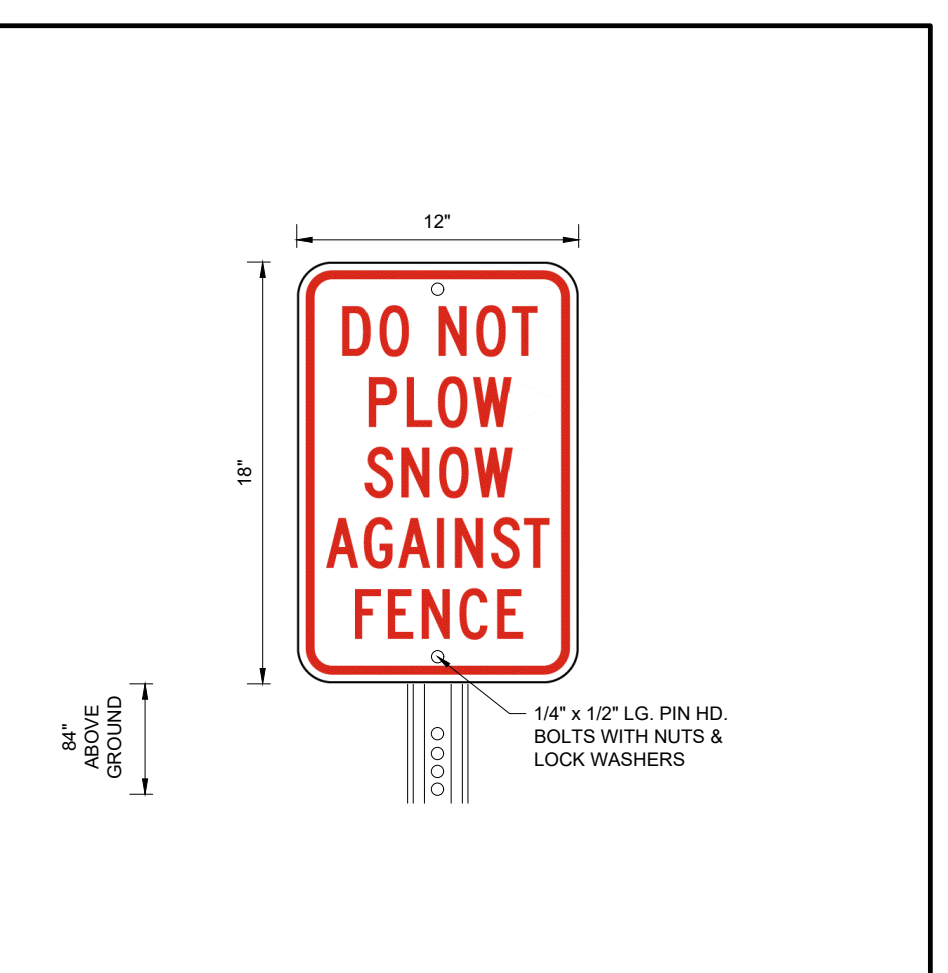 12"
18"
DO NOT
PLOW
SNOW
AGAINST
FENCE
84"
ABOVE
GROUND
1/4" x 1/2" LG. PIN HD.
BOLTS WITH NUTS &
LOCK WASHERS